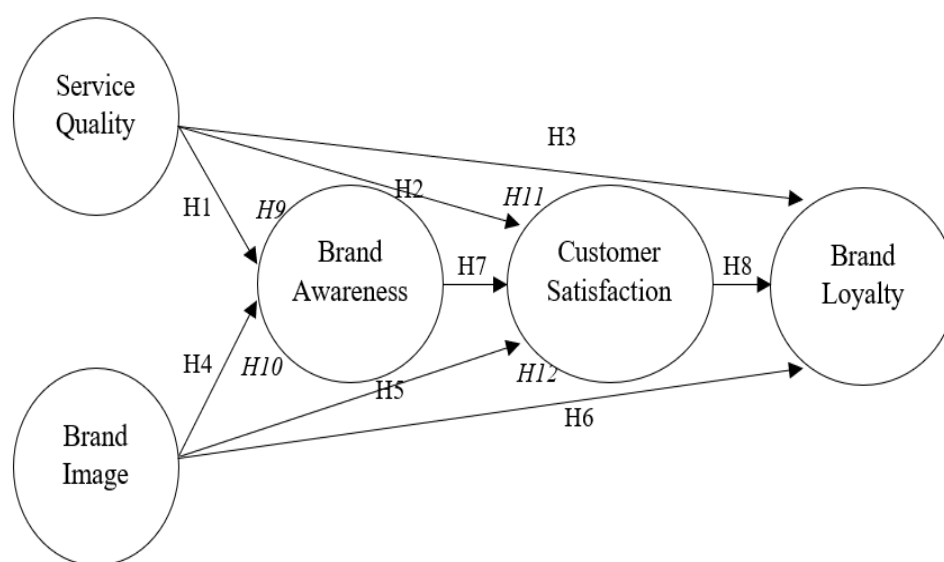 Service
Quality
H3
H1
H9
H2
H11
Brand
Awareness
H7
Customer
Satisfaction
H8
Brand
Loyalty
H4
H10
H5
H12
H6
Brand
Image